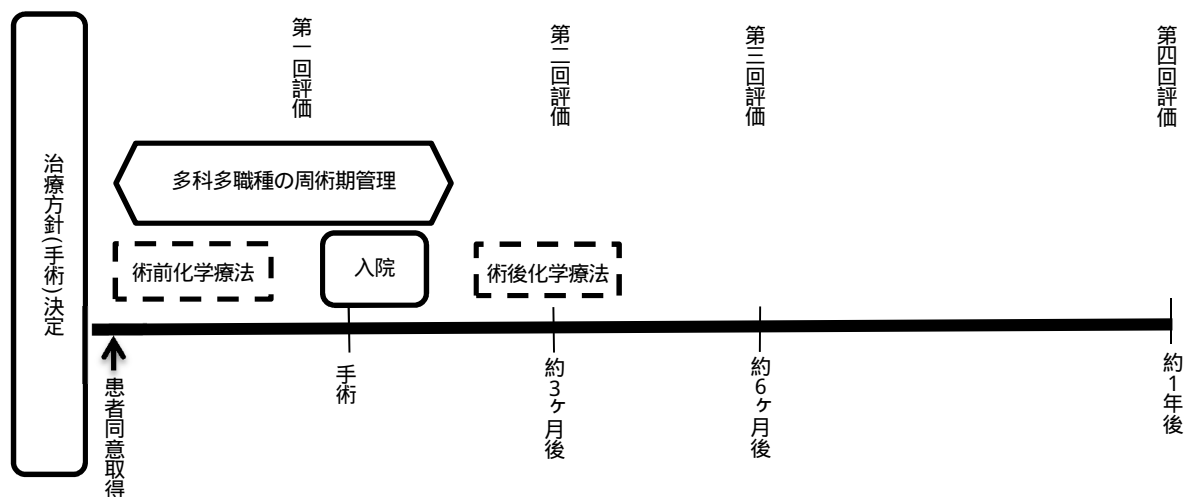 治療方針(手術)決定
第一回評価
第二回評価
第三回評価
第四回評価
多科多職種の周術期管理
術前化学療法
入院
術後化学療法
患者同意取得
手術
約3ヶ月後
約6ヶ月後
約1年後